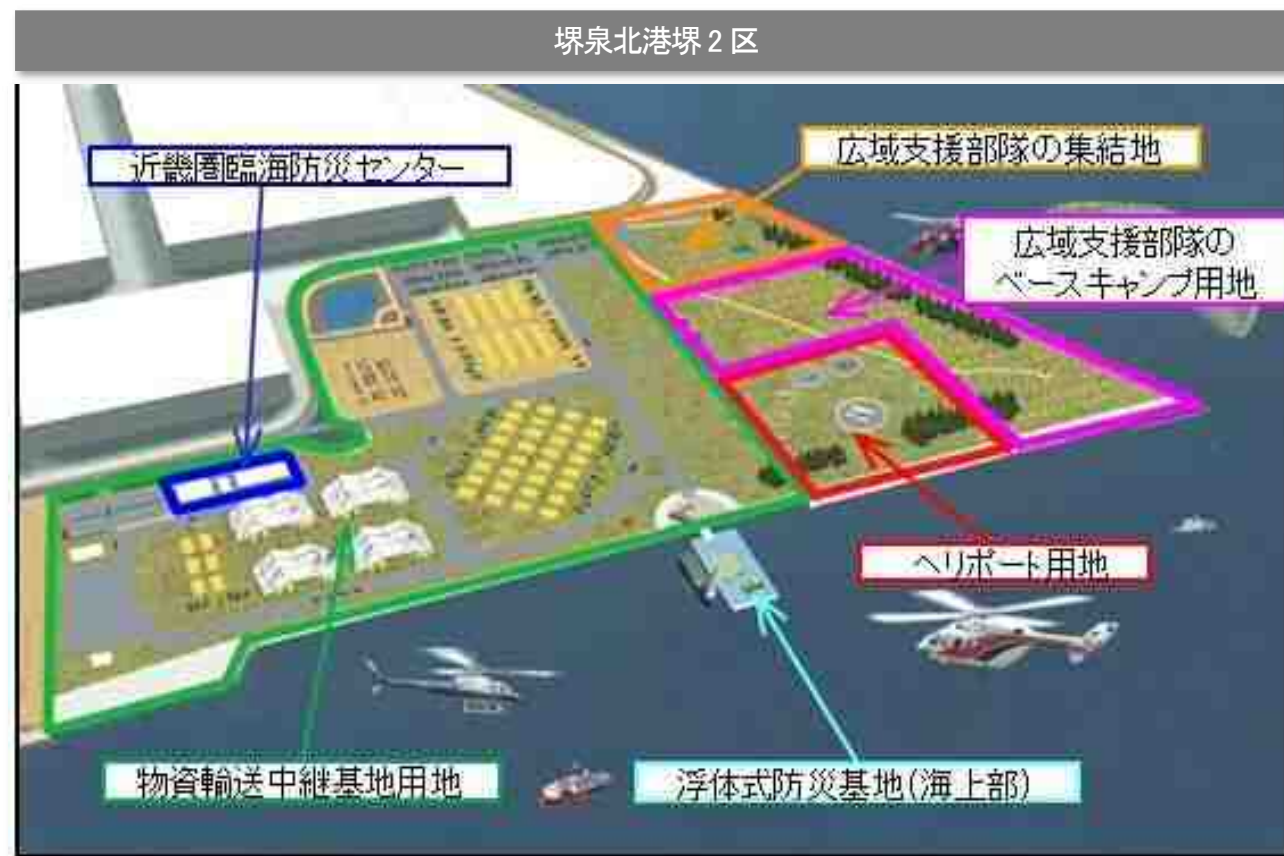 堺泉北港堺２区
近畿圏臨海防災センター
広域支援部隊の集結地
広域支援部隊の
ベースキャンプ用地
ヘリポート用地
物資輸送中継基地用地
浮体式防災基地(海上部)